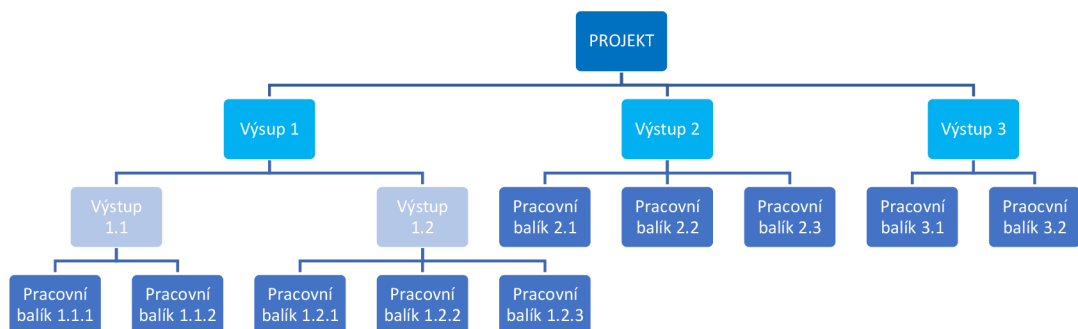 PROJEKT
Výsup 1
Výstup 2
Výstup 3
Výstup
1.1
Výstup
1.2
Pracovní
balík 2.1
Pracovní
balík 2.2
Pracovní
balík 2.3
Pracovní
balík 3.1
Praocvní
balík 3.2
Pracovní
balík 1.1.1
Pracovní
balík 1.1.2
Pracovní
balík 1.2.1
Pracovní
balík 1.2.2
Pracovní
balík 1.2.3